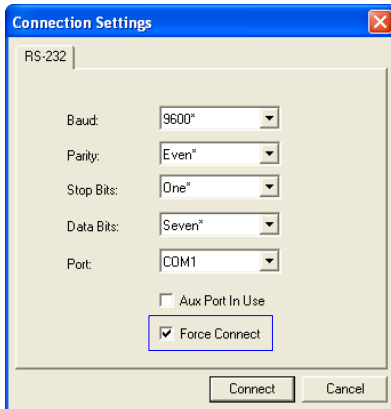 Connection Settings
RS-232
Baud: 9600*
Parity: Even*
Stop Bits: One*
Data Bits: Seven*
Port: COM1
Aux Port In Use
Force Connect
Connect Cancel